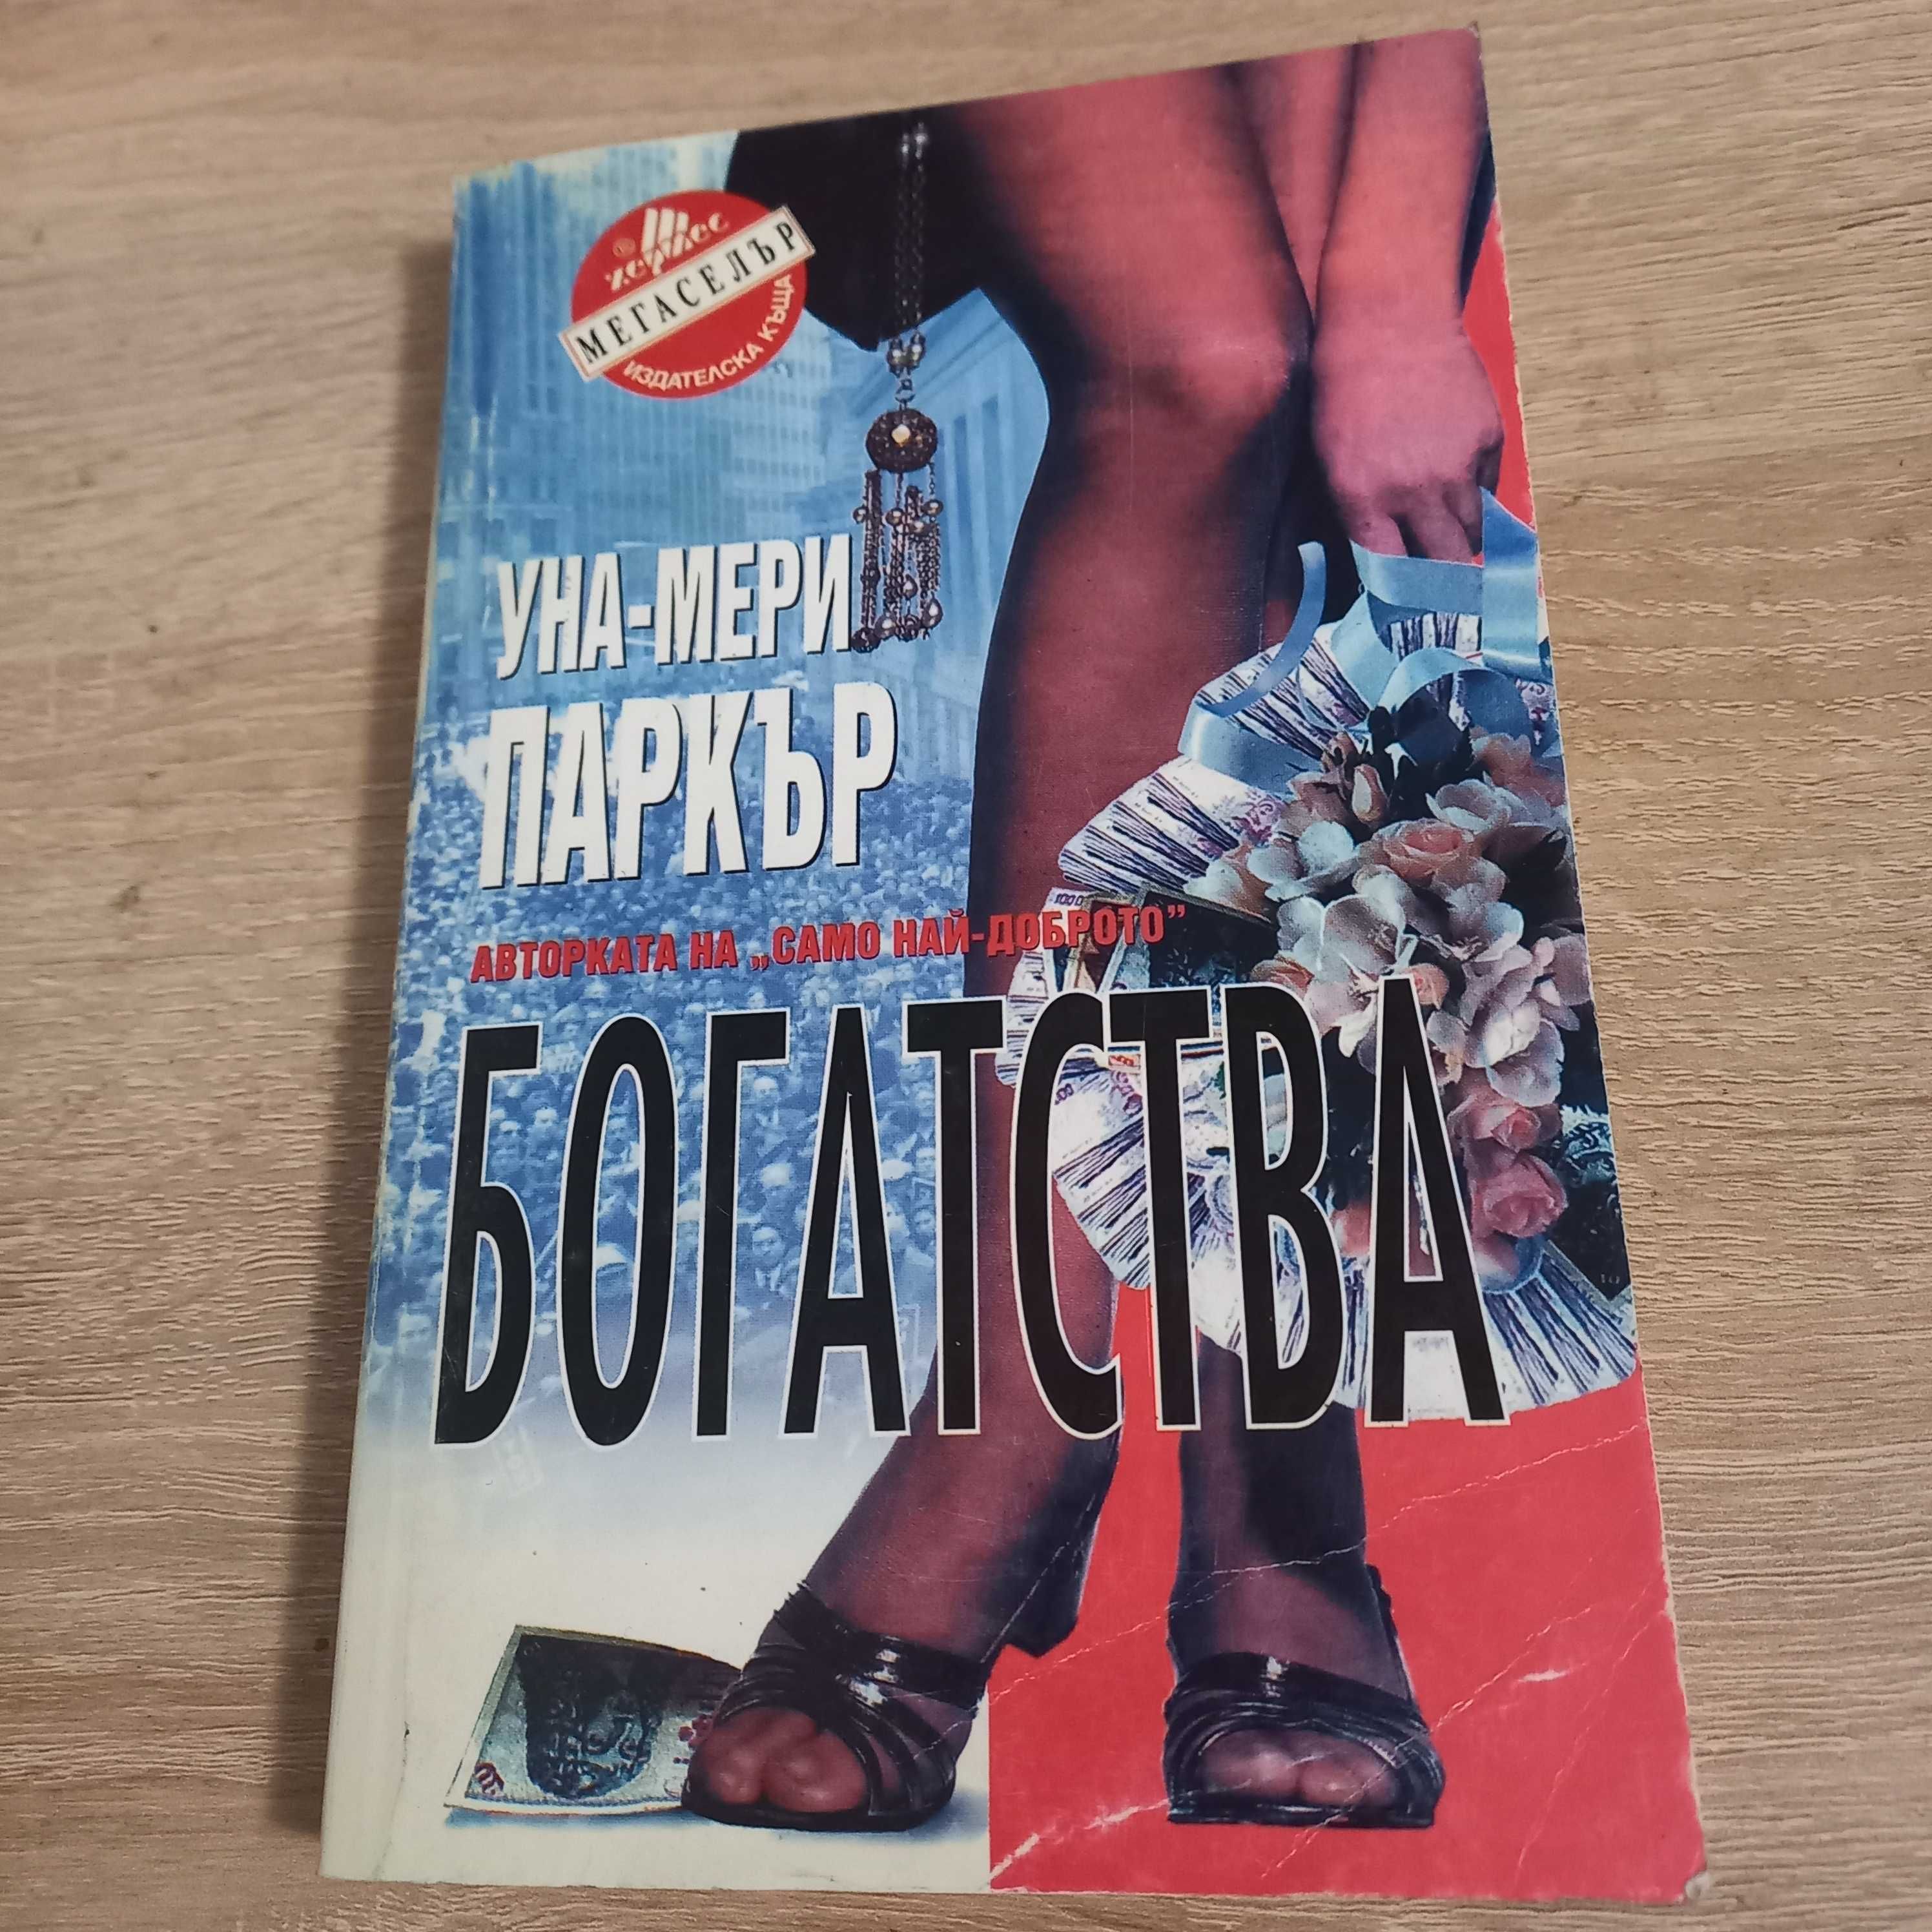 хермес
МЕГАСЕЛЪР
ИЗДАТЕЛСКА КЪЩА
УНА-МЕРИ
ПАРКЪР
АВТОРКАТА НА „САМО НАЙ-ДОБРОТО”
БОГАТСТВА